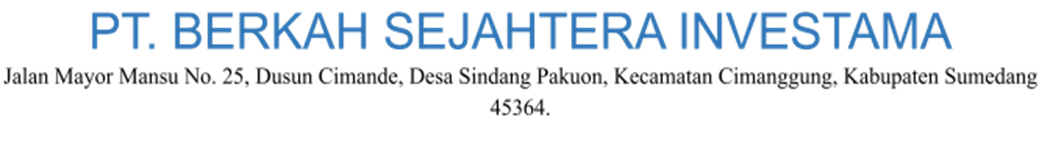 PT. BERKAH SEJAHTERA INVESTAMA
Jalan Mayor Mansu No. 25, Dusun Cimande, Desa Sindang Pakuon, Kecamatan Cimanggung, Kabupaten Sumedang
45364.